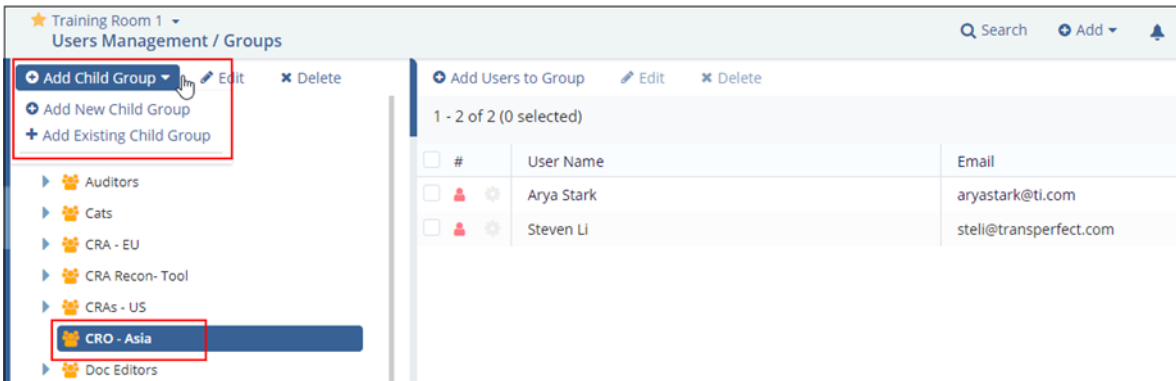 Training Room 1
Users Management / Groups
Search Add
Add Child Group Edit Delete
Add New Child Group
Add Existing Child Group
Auditors
Cats
CRA - EU
CRA Recon- Tool
CRAs - US
CRO - Asia
Doc Editors
Add Users to Group Edit Delete
1 - 2 of 2 (0 selected)
# User Name Email
Arya Stark aryastark@ti.com
Steven Li steli@transperfect.com